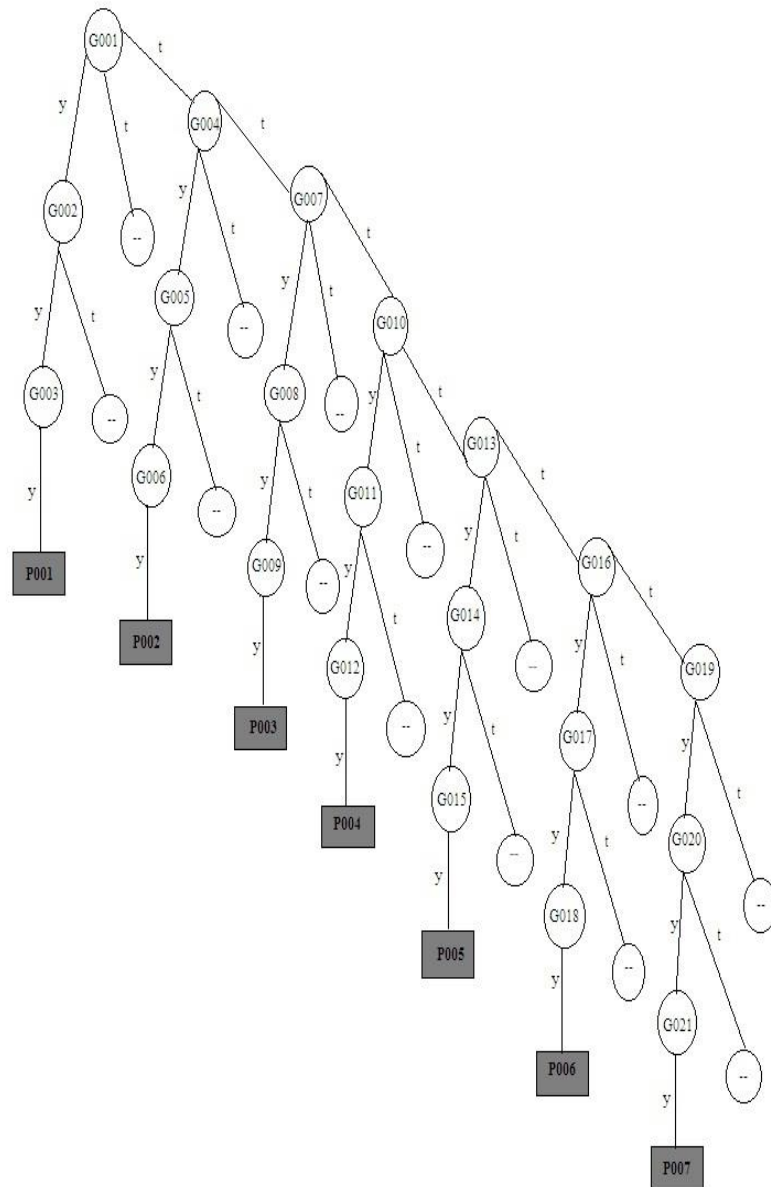 G001
t
y
t
G004
t
G002
--
y
G007
y
t
t
y
t
G005
--
y
t
G010
G003
--
y
t
G008
--
y
t
G013
y
G006
--
y
t
G011
t
y
t
t
P001
y
G009
--
y
t
--
y
G016
t
P002
y
G012
G014
--
y
t
G019
P003
y
--
y
t
G017
y
t
P004
G015
--
y
t
--
G020
y
G018
y
t
--
P005
y
--
G021
P006
y
--
P007